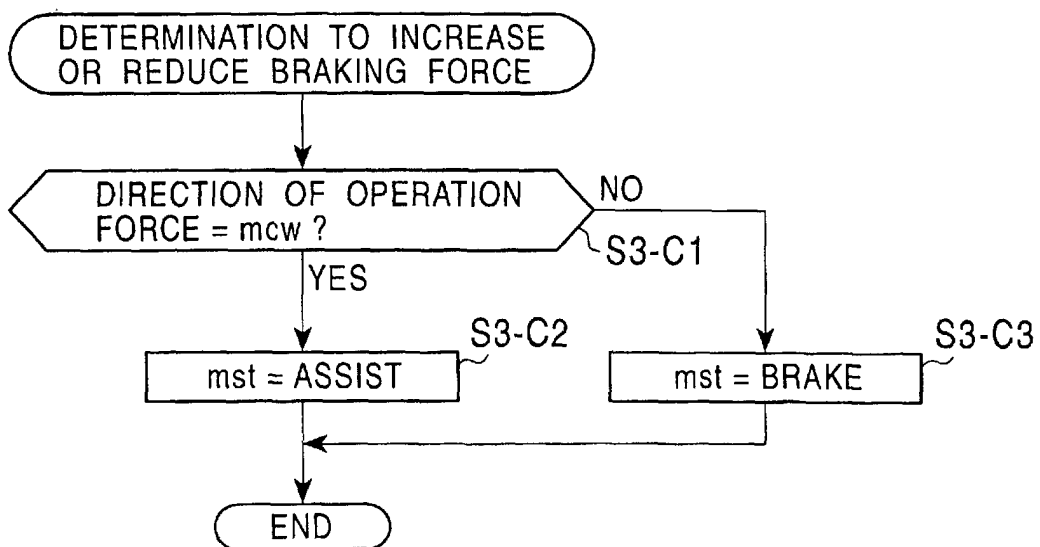 DETERMINATION TO INCREASE
OR REDUCE BRAKING FORCE
DIRECTION OF OPERATION
FORCE = mcw ?
NO
S3-C1
YES
S3-C2
mst = ASSIST
S3-C3
mst = BRAKE
END